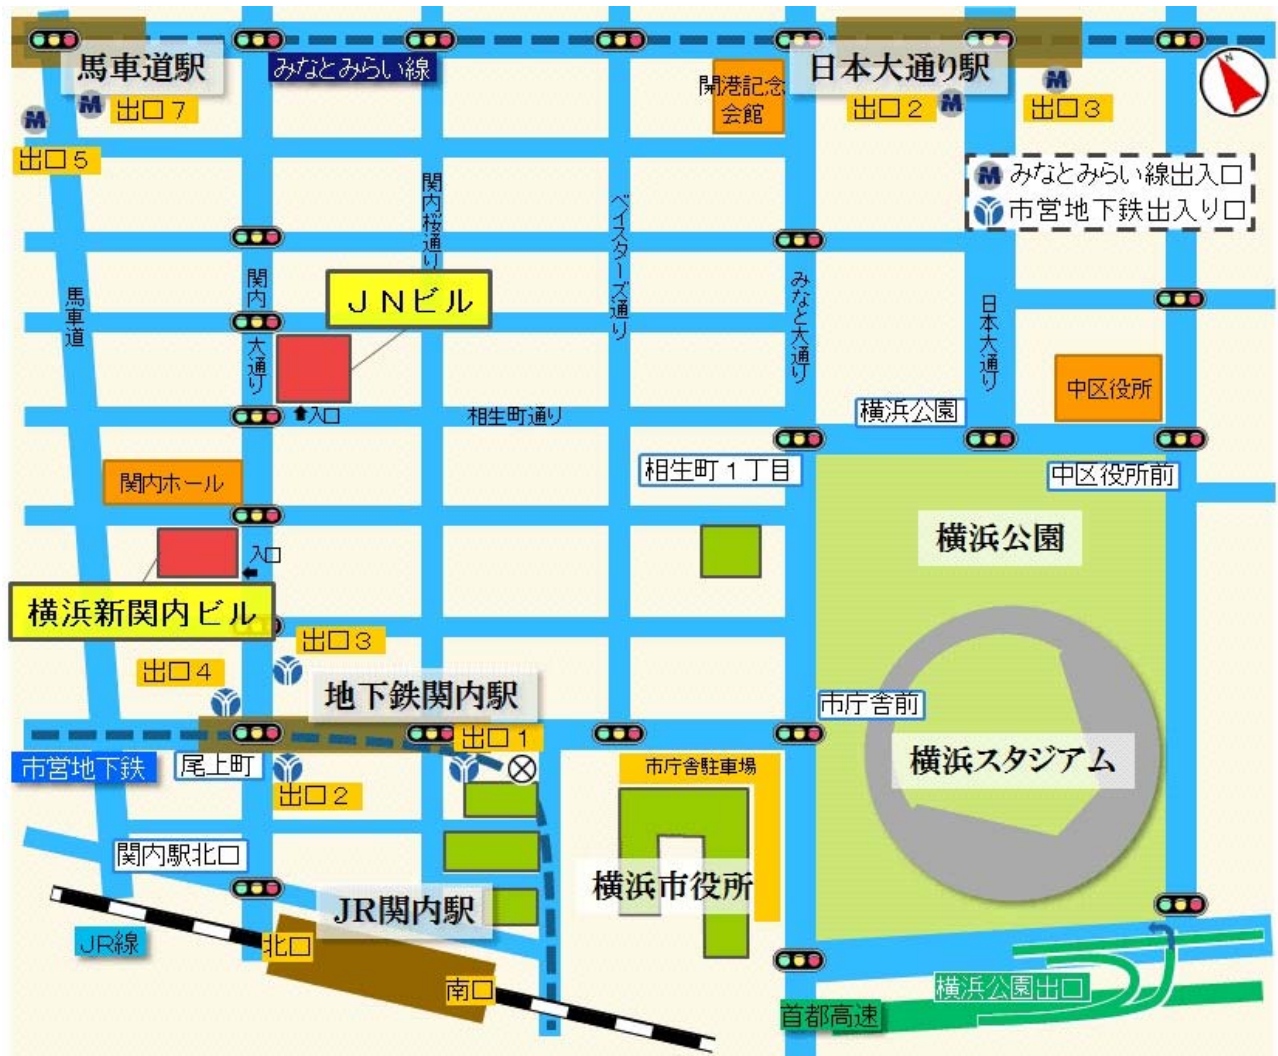 馬車道駅
みなとみらい線
日本大通り駅
N
出口7
出口5
開港記念
会館
出口2
出口3
みなとみらい線出入口
市営地下鉄出入り口
関内桜通り
ベイスターズ通り
馬車道
関内大通り
JNビル
みなと大通り
日本大通り
入口
相生町通り
横浜公園
中区役所
関内ホール
相生町1丁目
中区役所前
横浜公園
入口
横浜新関内ビル
出口3
出口4
地下鉄関内駅
市庁舎前
出口1
市営地下鉄
尾上町
出口2
市庁舎駐車場
横浜スタジアム
関内駅北口
横浜市役所
JR関内駅
JR線
北口
南口
横浜公園出口
首都高速